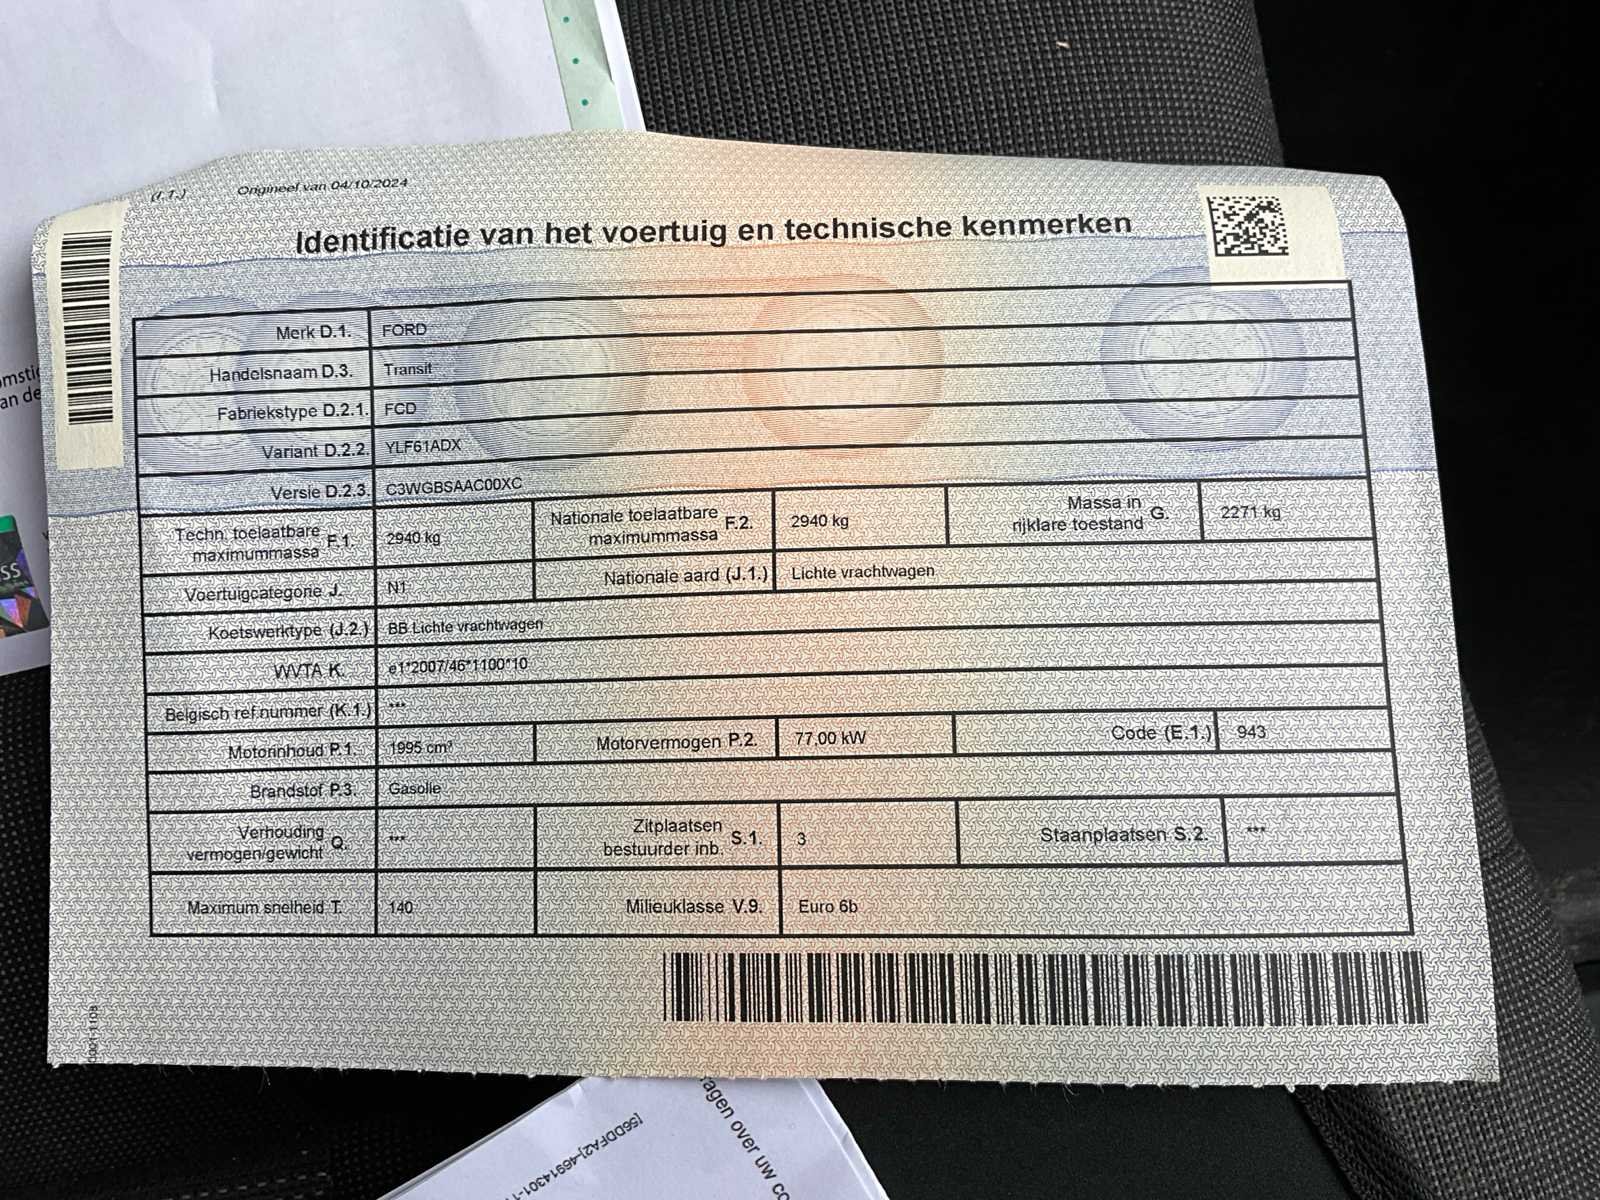 (I.T.) Origineel van 04/10/2024
Identificatie van het voertuig en technische kenmerken
Merk D.1. FORD
Handelsnaam D.3. Transit
Fabriekstype D.2.1. FCD
Variant D.2.2. YLF61ADX
Versie D.2.3. C3WGBSAAC00XC
Techn. toelaatbare maximummassa F.1. 2940 kg Nationale toelaatbare maximummassa F.2. 2940 kg Massa in rijklare toestand G. 2271 kg
Voertuigcategorie J. N1 Nationale aard (J.1.) Lichte vrachtwagen
Koetswerktype (J.2.) BB Lichte vrachtwagen
WVTA K. e1*2007/46*1100*10
Belgisch ref.nummer (K.1.) ***
Motorinhoud P.1. 1995 cm³ Motorvermogen P.2. 77,00 kW Code (E.1.) 943
Brandstof P.3. Gasolie
Verhouding vermogen/gewicht Q. *** Zitplaatsen bestuurder inb. S.1. 3 Staanplaatsen S.2. ***
Maximum snelheid T. 140 Milieuklasse V.9. Euro 6b
an de
SS
ragen over uw